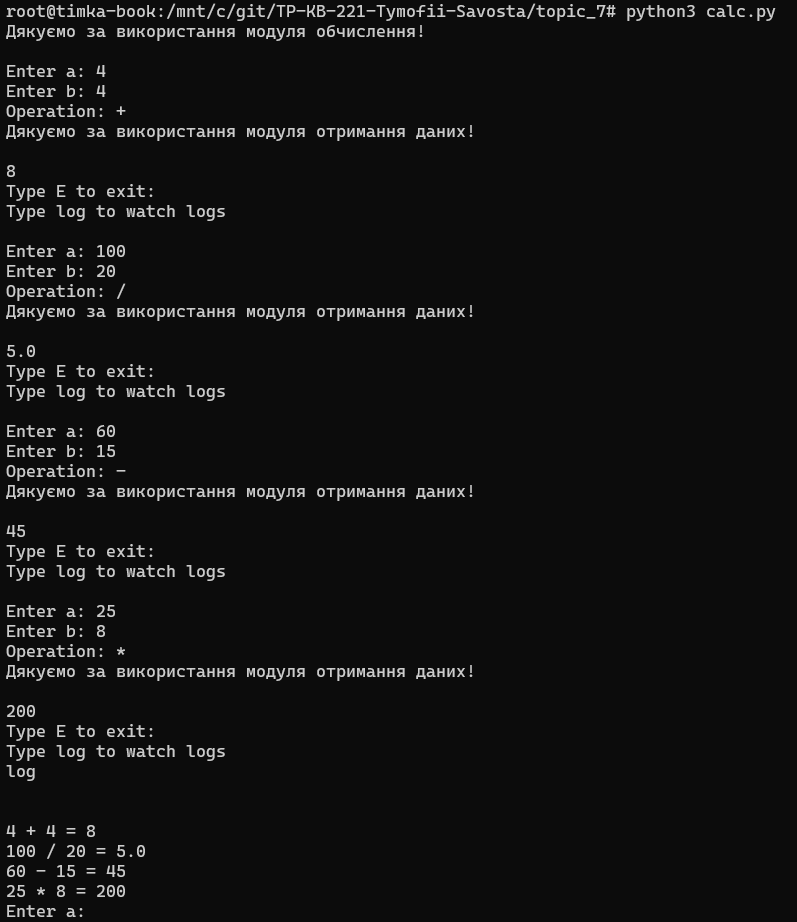 root@timka-book:/mnt/c/git/TP-KB-221-Tymofii-Savosta/topic_7# python3 calc.py
Дякуємо за використання модуля обчислення!
Enter a: 4
Enter b: 4
Operation: +
Дякуємо за використання модуля отримання даних!
8
Type E to exit:
Type log to watch logs
Enter a: 100
Enter b: 20
Operation: /
Дякуємо за використання модуля отримання даних!
5.0
Type E to exit:
Type log to watch logs
Enter a: 60
Enter b: 15
Operation: -
Дякуємо за використання модуля отримання даних!
45
Type E to exit:
Type log to watch logs
Enter a: 25
Enter b: 8
Operation: *
Дякуємо за використання модуля отримання даних!
200
Type E to exit:
Type log to watch logs
log
4 + 4 = 8
100 / 20 = 5.0
60 - 15 = 45
25 * 8 = 200
Enter a: